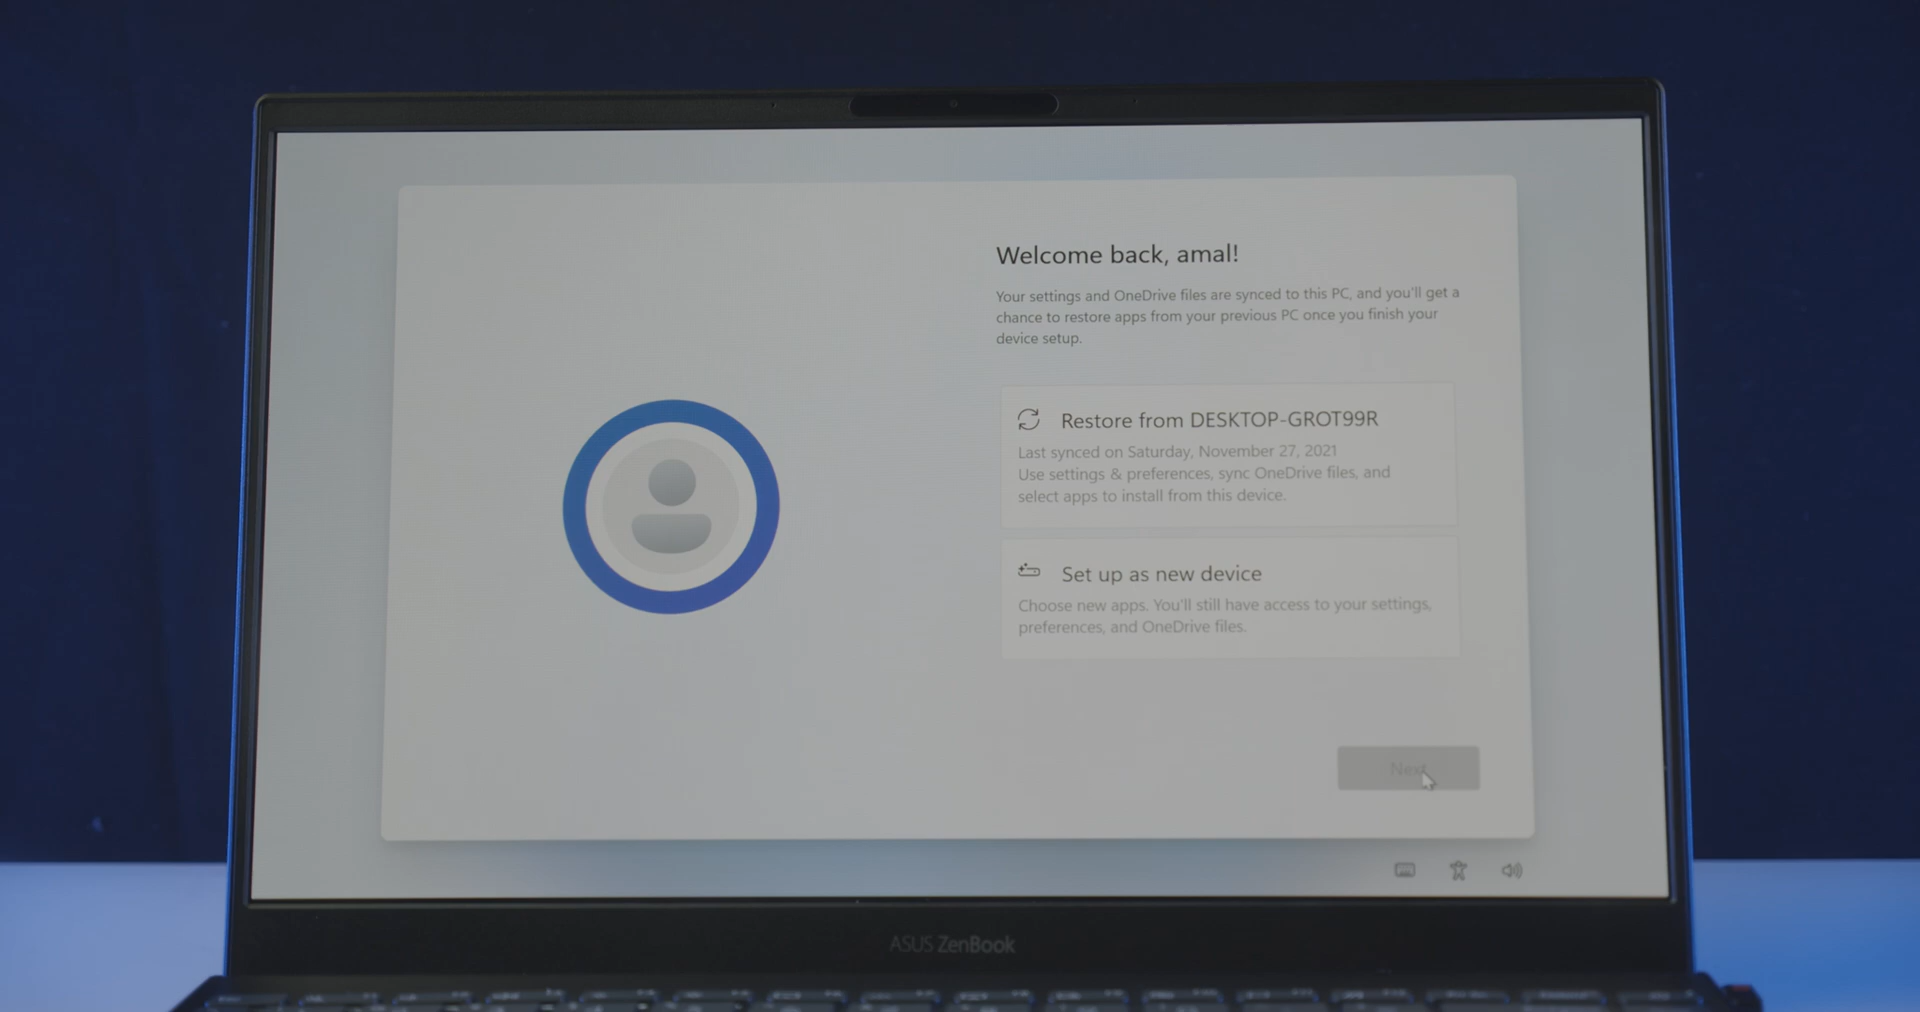 Welcome back, amal!
Your settings and OneDrive files are synced to this PC, and you'll get a
chance to restore apps from your previous PC once you finish your
device setup.
Restore from DESKTOP-GROT99R
Last synced on Saturday, November 27, 2021
Use settings & preferences, sync OneDrive files, and
select apps to install from this device.
Set up as new device
Choose new apps. You'll still have access to your settings,
preferences, and OneDrive files.
Next
ASUS ZenBook